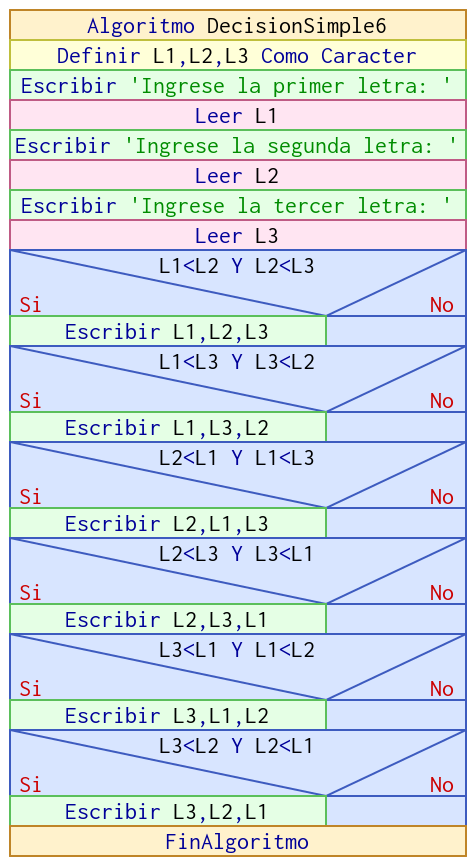 Algoritmo DecisionSimple6
Definir L1,L2,L3 Como Caracter
Escribir 'Ingrese la primer letra: '
Leer L1
Escribir 'Ingrese la segunda letra: '
Leer L2
Escribir 'Ingrese la tercer letra: '
Leer L3
L1<L2 Y L2<L3
Si No
Escribir L1,L2,L3
L1<L3 Y L3<L2
Si No
Escribir L1,L3,L2
L2<L1 Y L1<L3
Si No
Escribir L2,L1,L3
L2<L3 Y L3<L1
Si No
Escribir L2,L3,L1
L3<L1 Y L1<L2
Si No
Escribir L3,L1,L2
L3<L2 Y L2<L1
Si No
Escribir L3,L2,L1
FinAlgoritmo